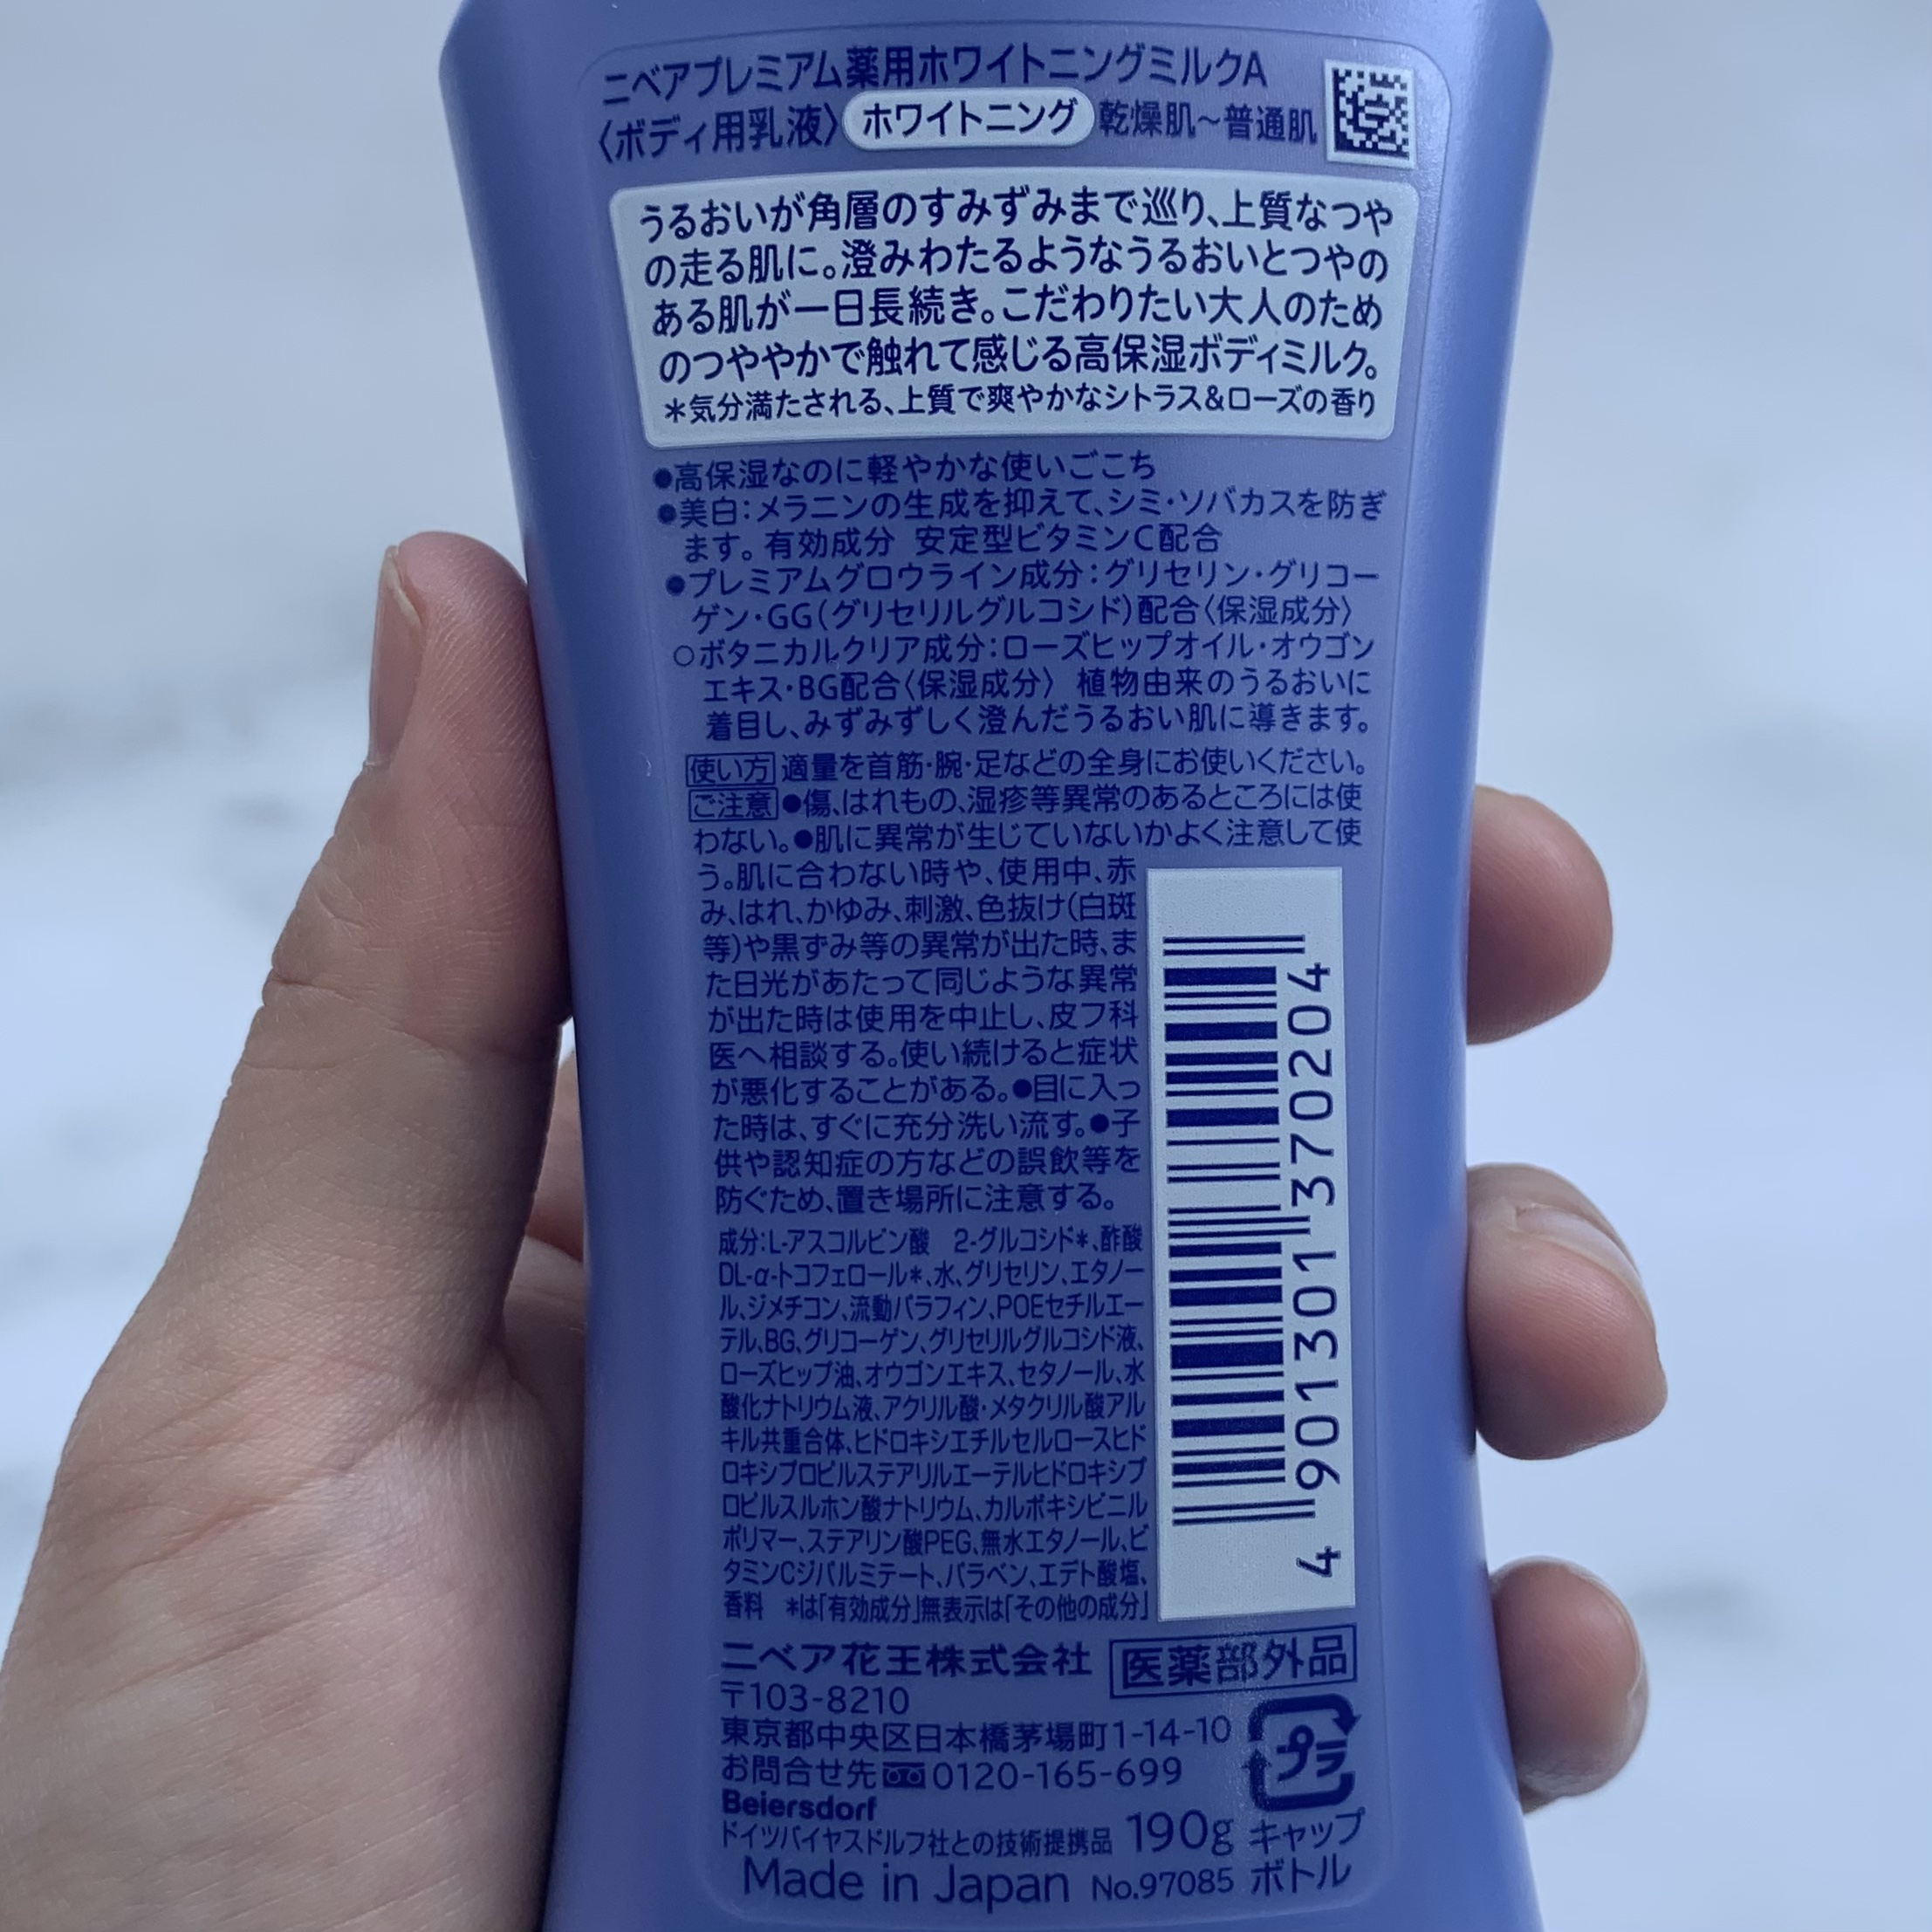 ニベアプレミアム薬用ホワイトニングミルクA
〈ボディ用乳液〉 ホワイトニング 乾燥肌～普通肌
うるおいが角層のすみずみまで巡り、上質なつや
の走る肌に。澄みわたるようなうるおいとつやの
ある肌が一日長続き。こだわりたい大人のため
のつややかで触れて感じる高保湿ボディミルク。
＊気分満たされる、上質で爽やかなシトラス&ローズの香り
●高保湿なのに軽やかな使いごこち
●美白：メラニンの生成を抑えて、シミ・ソバカスを防ぎ
ます。有効成分 安定型ビタミンC配合
●プレミアムグロウライン成分：グリセリン・グリコー
ゲン・GG（グリセリルグルコシド）配合〈保湿成分〉
○ボタニカルクリア成分：ローズヒップオイル・オウゴン
エキス・BG配合〈保湿成分〉 植物由来のうるおいに
着目し、みずみずしく澄んだうるおい肌に導きます。
使い方 適量を首筋・腕・足などの全身にお使いください。
ご注意 ●傷、はれもの、湿疹等異常のあるところには使
わない。●肌に異常が生じていないかよく注意して使
う。肌に合わない時や、使用中、赤
み、はれ、かゆみ、刺激、色抜け（白斑
等）や黒ずみ等の異常が出た時、ま
た日光があたって同じような異常
が出た時は使用を中止し、皮フ科
医へ相談する。使い続けると症状
が悪化することがある。●目に入っ
た時は、すぐに充分洗い流す。●子
供や認知症の方などの誤飲等を
防ぐため、置き場所に注意する。
成分：L-アスコルビン酸 2-グルコシド＊、酢酸
DL-α-トコフェロール＊、水、グリセリン、エタノー
ル、ジメチコン、流動パラフィン、POEセチルエー
テル、BG、グリコーゲン、グリセリルグルコシド液、
ローズヒップ油、オウゴンエキス、セタノール、水
酸化ナトリウム液、アクリル酸・メタクリル酸アル
キル共重合体、ヒドロキシエチルセルロースヒド
ロキシプロピルステアリルエーテルヒドロキシプ
ロピルスルホン酸ナトリウム、カルボキシビニル
ポリマー、ステアリン酸PEG、無水エタノール、ビ
タミンCジパルミテート、パラベン、エデト酸塩、
香料 ＊は「有効成分」無表示は「その他の成分」
4 901301 370204
ニベア花王株式会社 医薬部外品
〒103-8210
東京都中央区日本橋茅場町1-14-10
お問合せ先 0120-165-699
プラ
Beiersdorf
ドイツバイヤスドルフ社との技術提携品 190g キャップ
Made in Japan No.97085 ボトル